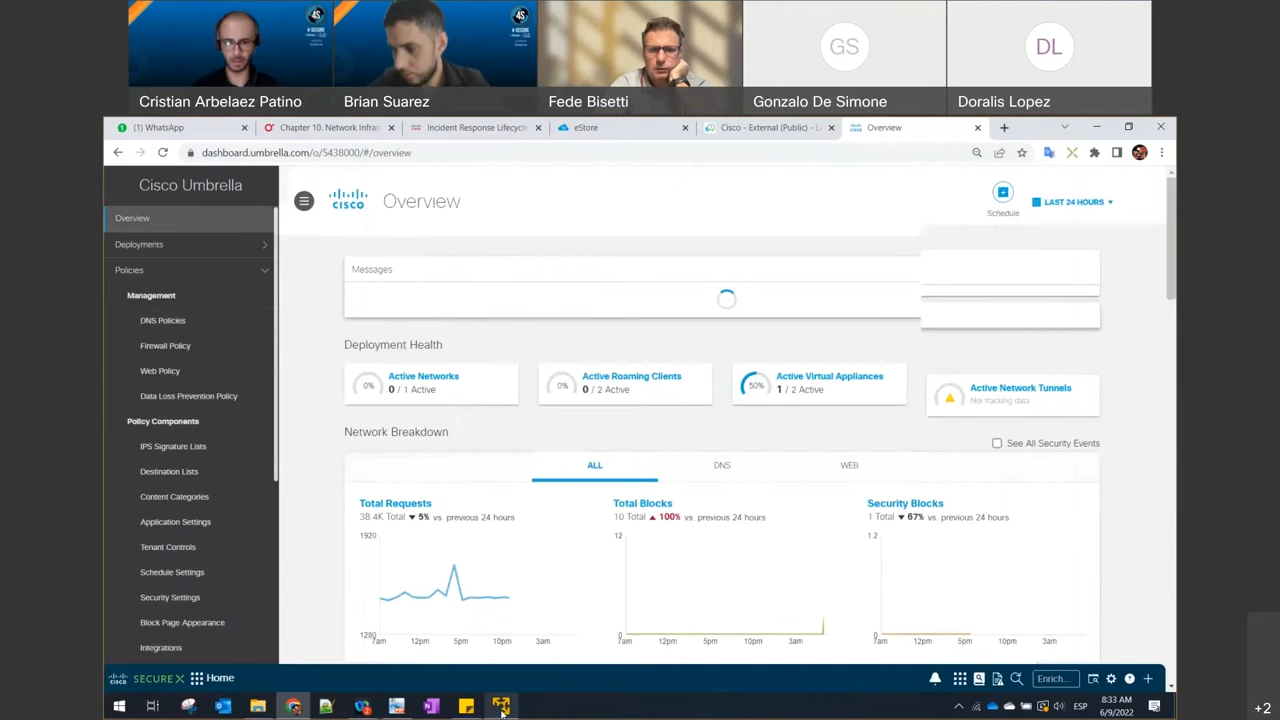 4S
A-SECURE
4S
A-SECURE
GS
DL
Cristian Arbelaez Patino
Brian Suarez
Fede Bisetti
Gonzalo De Simone
Doralis Lopez
(1) WhatsApp
Chapter 10. Network Infras
Incident Response Lifecycle
eStore
Cisco - External (Public) - L
Overview
dashboard.umbrella.com/o/5438000/#/overview
Cisco Umbrella
Overview
Deployments
Policies
Management
DNS Policies
Firewall Policy
Web Policy
Data Loss Prevention Policy
Policy Components
IPS Signature Lists
Destination Lists
Content Categories
Application Settings
Tenant Controls
Schedule Settings
Security Settings
Block Page Appearance
Integrations
CISCO
Overview
Schedule
LAST 24 HOURS
Messages
Deployment Health
0%
Active Networks
0 / 1 Active
0%
Active Roaming Clients
0 / 2 Active
50%
Active Virtual Appliances
1 / 2 Active
Active Network Tunnels
Not tracking data
Network Breakdown
See All Security Events
ALL
DNS
WEB
Total Requests
38.4K Total ▼ 5% vs. previous 24 hours
1920
1280
7am 12pm 5pm 10pm 3am
Total Blocks
10 Total ▲ 100% vs. previous 24 hours
12
0
7am 12pm 5pm 10pm 3am
Security Blocks
1 Total ▼ 67% vs. previous 24 hours
1.2
0
7am 12pm 5pm 10pm 3am
CISCO SECURE X Home
Enrich...
ESP
8:33 AM
6/9/2022
+2